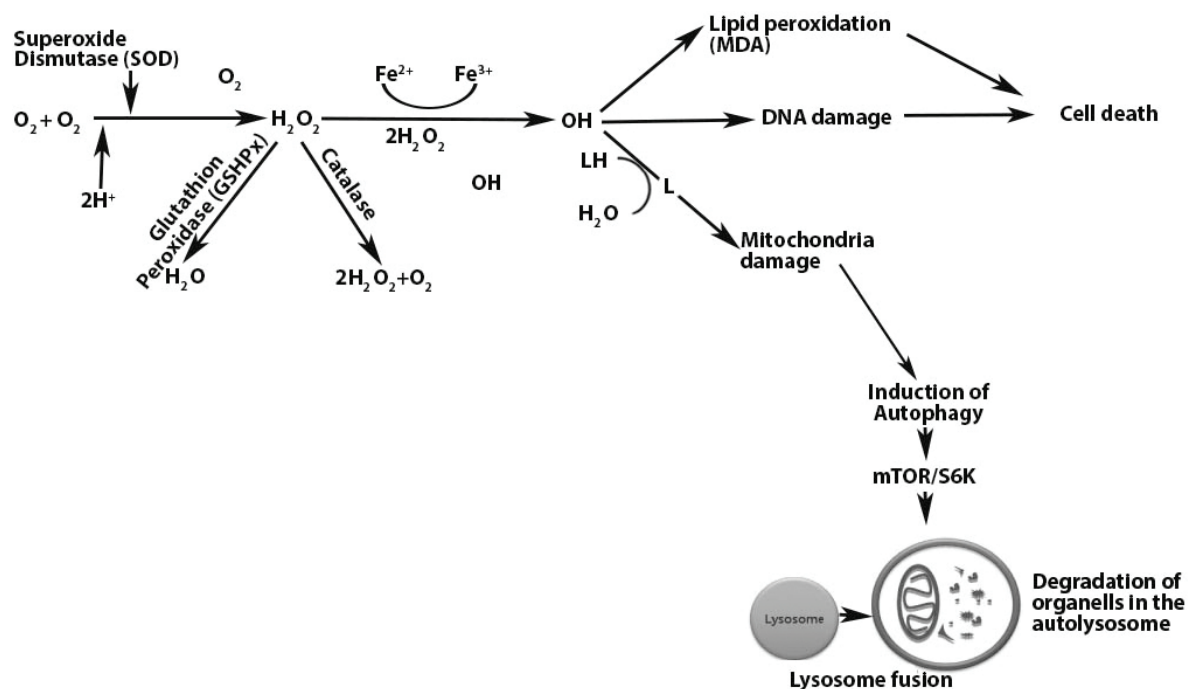 Superoxide
Dismutase (SOD)
O₂
O₂ + O₂
2H⁺
H₂O₂
Glutathion
Peroxidase (GSHPx)
H₂O
Catalase
2H₂O₂+O₂
Fe²⁺ Fe³⁺
2H₂O₂
OH
OH
LH
H₂O
L
Lipid peroxidation
(MDA)
DNA damage
Cell death
Mitochondria
damage
Induction of
Autophagy
mTOR/S6K
Lysosome
Lysosome fusion
Degradation of
organells in the
autolysosome